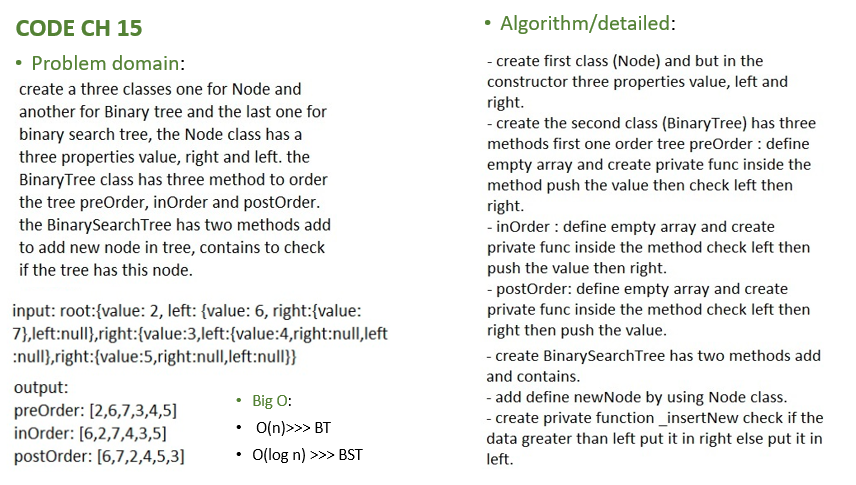 CODE CH 15
• Problem domain:
create a three classes one for Node and
another for Binary tree and the last one for
binary search tree, the Node class has a
three properties value, right and left. the
BinaryTree class has three method to order
the tree preOrder, inOrder and postOrder.
the BinarySearchTree has two methods add
to add new node in tree, contains to check
if the tree has this node.
input: root:{value: 2, left: {value: 6, right:{value:
7},left:null},right:{value:3,left:{value:4,right:null,left
:null},right:{value:5,right:null,left:null}}
output:
preOrder: [2,6,7,3,4,5]
inOrder: [6,2,7,4,3,5]
postOrder: [6,7,2,4,5,3]
• Big O:
• O(n)>>> BT
• O(log n) >>> BST
• Algorithm/detailed:
- create first class (Node) and but in the
constructor three properties value, left and
right.
- create the second class (BinaryTree) has three
methods first one order tree preOrder : define
empty array and create private func inside the
method push the value then check left then
right.
- inOrder : define empty array and create
private func inside the method check left then
push the value then right.
- postOrder: define empty array and create
private func inside the method check left then
right then push the value.
- create BinarySearchTree has two methods add
and contains.
- add define newNode by using Node class.
- create private function _insertNew check if the
data greater than left put it in right else put it in
left.